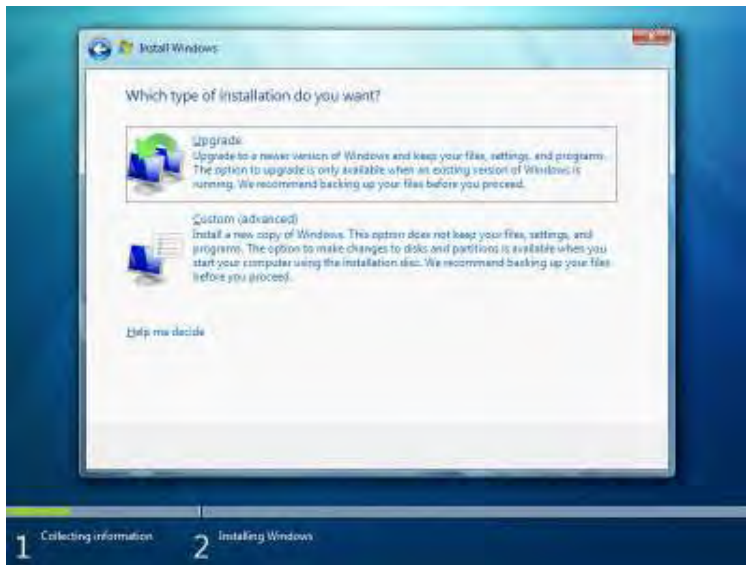 Install Windows
Which type of installation do you want?
Upgrade
Upgrade to a newer version of Windows and keep your files, settings, and programs.
The option to upgrade is only available when an existing version of Windows is
running. We recommend backing up your files before you proceed.
Custom (advanced)
Install a new copy of Windows. This option does not keep your files, settings, and
programs. The option to make changes to disks and partitions is available when you
start your computer using the installation disc. We recommend backing up your files
before you proceed.
Help me decide
1 Collecting information 2 Installing Windows